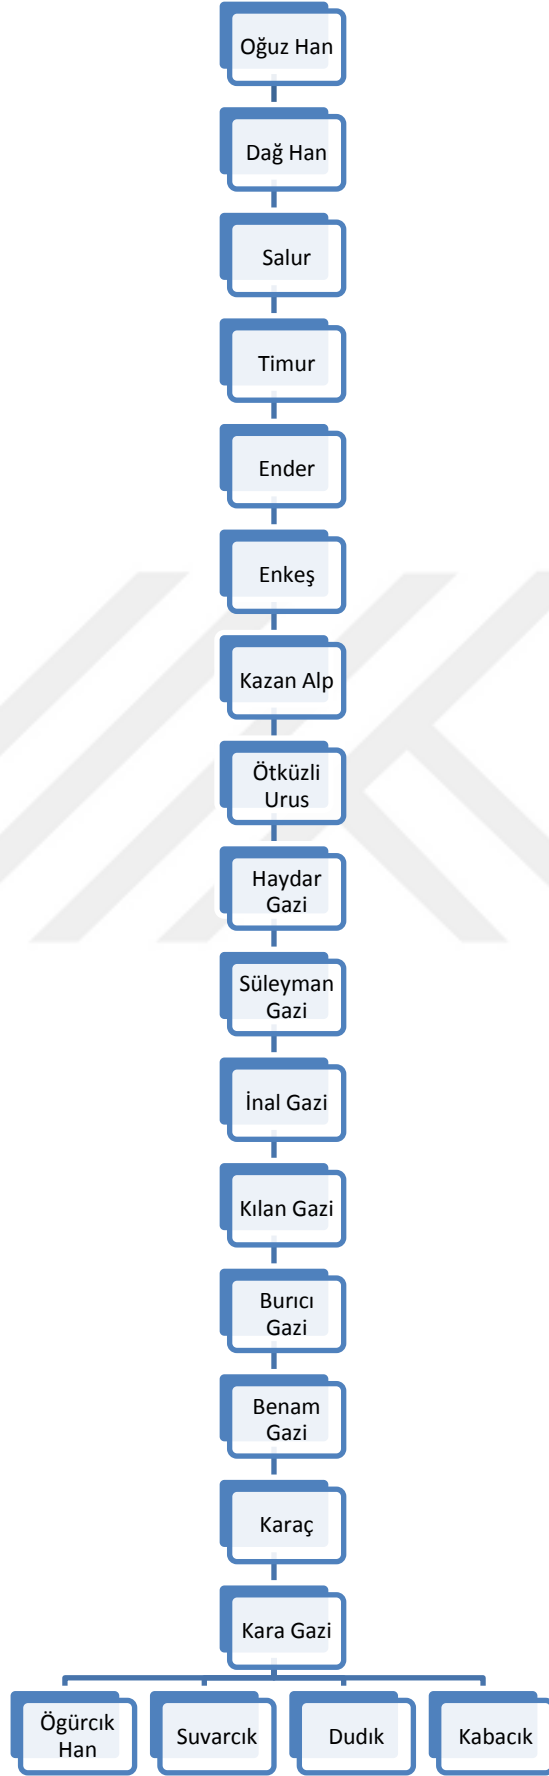 Oğuz Han
Dağ Han
Salur
Timur
Ender
Enkeş
Kazan Alp
Ötküzli
Urus
Haydar
Gazi
Süleyman
Gazi
İnal Gazi
Kılan Gazi
Burıcı
Gazi
Benam
Gazi
Karaç
Kara Gazi
Ögürcık
Han
Suvarcık
Dudık
Kabacık